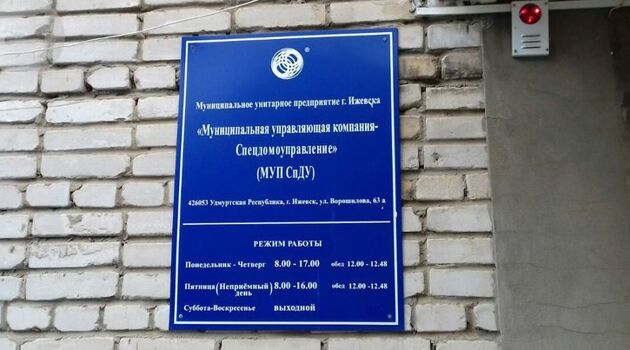 ®
Муниципальное унитарное предприятие г. Ижевска
«Муниципальная управляющая компания-
Спецдомоуправление»
(МУП СпДУ)
426053 Удмуртская Республика, г. Ижевск, ул. Ворошилова, 63 а
РЕЖИМ РАБОТЫ
Понедельник - Четверг 8.00 - 17.00 обед 12.00 -12.48
Пятница (Неприёмный день) 8.00 -16.00 обед 12.00 -12.48
Суббота-Воскресенье ВЫХОДНОЙ